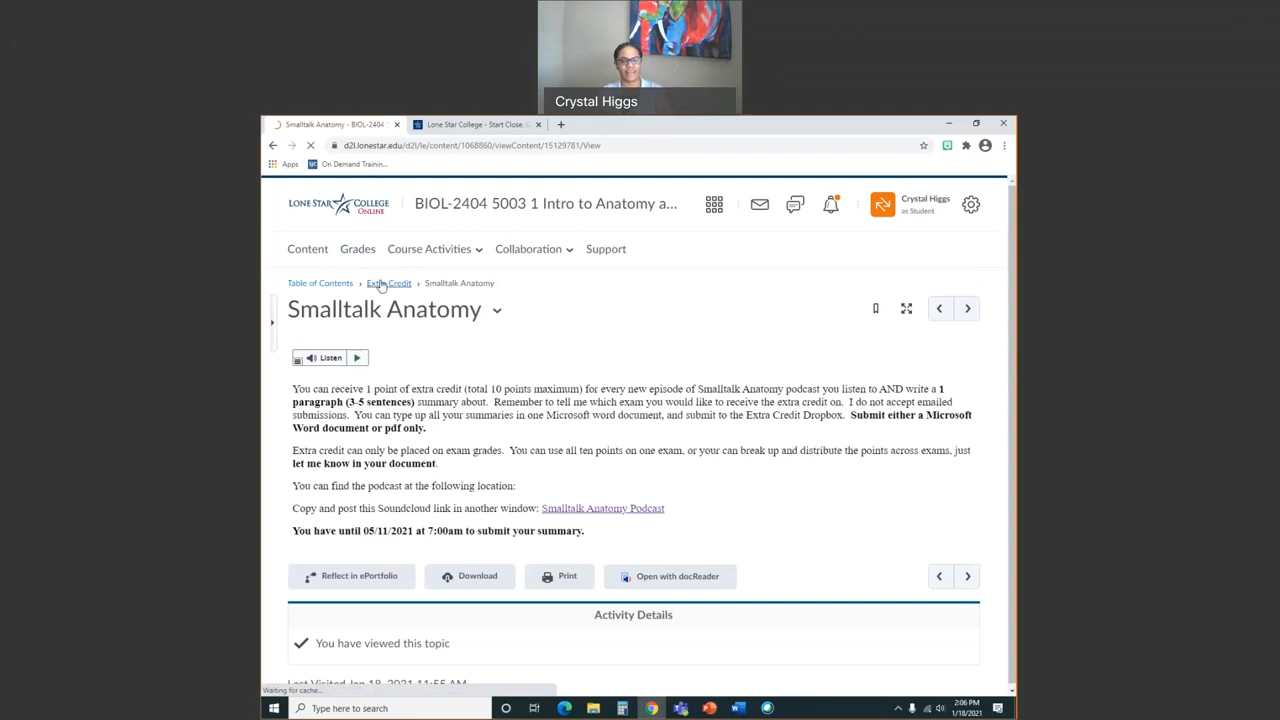 Crystal Higgs
Smalltalk Anatomy - BIOL-2404
Lone Star College - Start Close.
d2l.lonestar.edu/d2l/le/content/1068860/viewContent/15129781/View
Apps On Demand Trainin...
LONE STAR COLLEGE
ONLINE
BIOL-2404 5003 1 Intro to Anatomy a...
Crystal Higgs
as Student
Content Grades Course Activities Collaboration Support
Table of Contents › Extra Credit › Smalltalk Anatomy
Smalltalk Anatomy
Listen
You can receive 1 point of extra credit (total 10 points maximum) for every new episode of Smalltalk Anatomy podcast you listen to AND write a 1
paragraph (3-5 sentences) summary about. Remember to tell me which exam you would like to receive the extra credit on. I do not accept emailed
submissions. You can type up all your summaries in one Microsoft word document, and submit to the Extra Credit Dropbox. Submit either a Microsoft
Word document or pdf only.
Extra credit can only be placed on exam grades. You can use all ten points on one exam, or your can break up and distribute the points across exams, just
let me know in your document.
You can find the podcast at the following location:
Copy and post this Soundcloud link in another window: Smalltalk Anatomy Podcast
You have until 05/11/2021 at 7:00am to submit your summary.
Reflect in ePortfolio Download Print Open with docReader
Activity Details
You have viewed this topic
Last Visited Jan 18, 2021 11:55 AM
Waiting for cache...
Type here to search
2:06 PM
1/18/2021